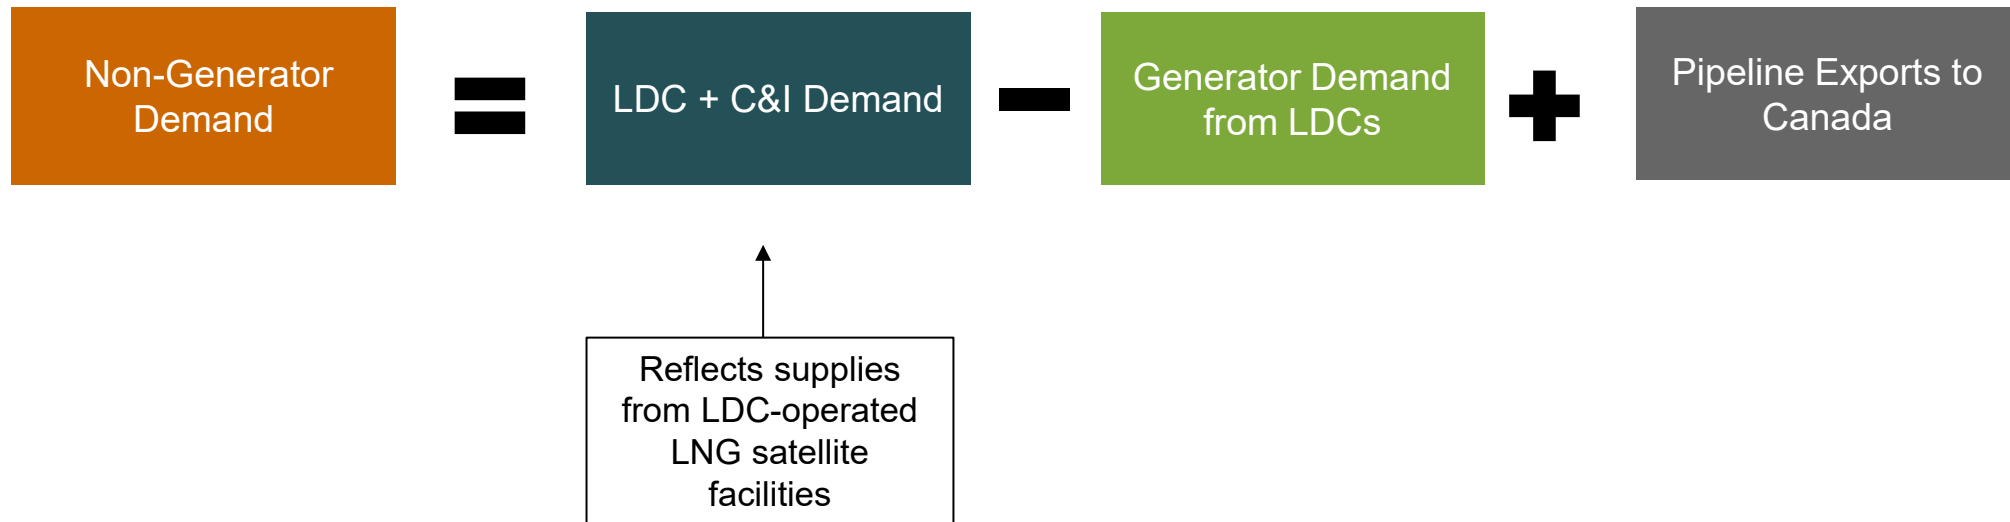 Non-Generator
Demand
=
LDC + C&I Demand
-
Generator Demand
from LDCs
+
Pipeline Exports to
Canada
Reflects supplies
from LDC-operated
LNG satellite
facilities